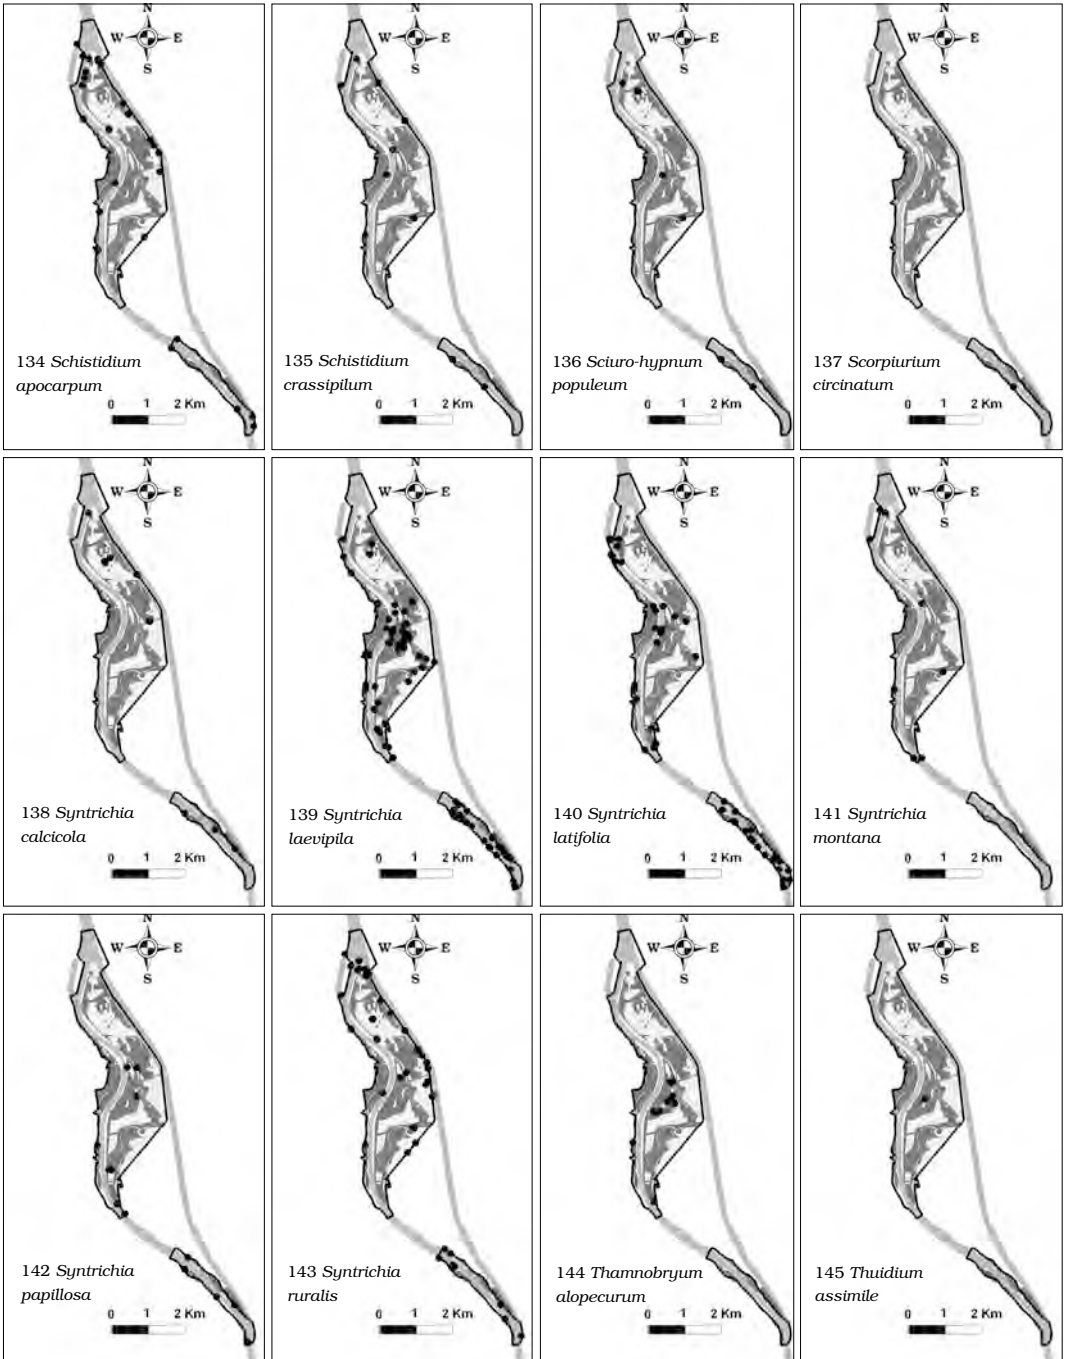 N
W E
S
134 Schistidium
apocarpum
0 1 2 Km
N
W E
S
135 Schistidium
crassipilum
0 1 2 Km
N
W E
S
136 Sciuro-hypnum
populeum
0 1 2 Km
N
W E
S
137 Scorpiurium
circinatum
0 1 2 Km
N
W E
S
138 Syntrichia
calcicola
0 1 2 Km
N
W E
S
139 Syntrichia
laevipila
0 1 2 Km
N
W E
S
140 Syntrichia
latifolia
0 1 2 Km
N
W E
S
141 Syntrichia
montana
0 1 2 Km
N
W E
S
142 Syntrichia
papillosa
0 1 2 Km
N
W E
S
143 Syntrichia
ruralis
0 1 2 Km
N
W E
S
144 Thamnobryum
alopecurum
0 1 2 Km
N
W E
S
145 Thuidium
assimile
0 1 2 Km